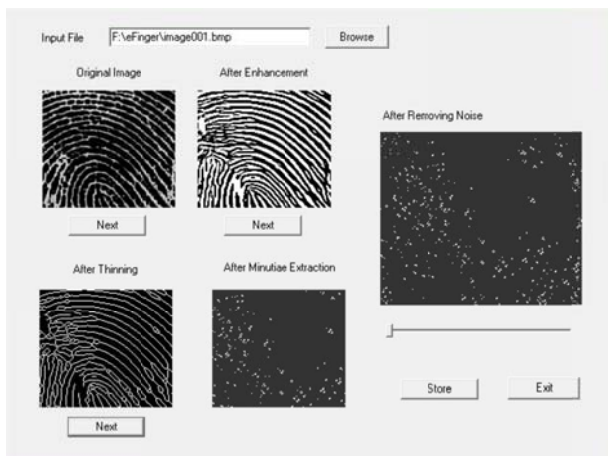 Input File F:\eFinger\image001.bmp Browse
Original Image After Enhancement
After Removing Noise
Next Next
After Thinning After Minutiae Extraction
Store Exit
Next